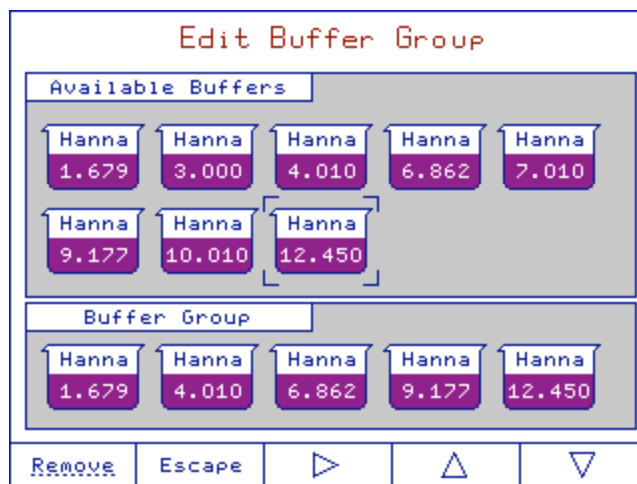 Edit Buffer Group
Available Buffers
Hanna Hanna Hanna Hanna Hanna
1.679 3.000 4.010 6.862 7.010
Hanna Hanna Hanna
9.177 10.010 12.450
Buffer Group
Hanna Hanna Hanna Hanna Hanna
1.679 4.010 6.862 9.177 12.450
Remove Escape